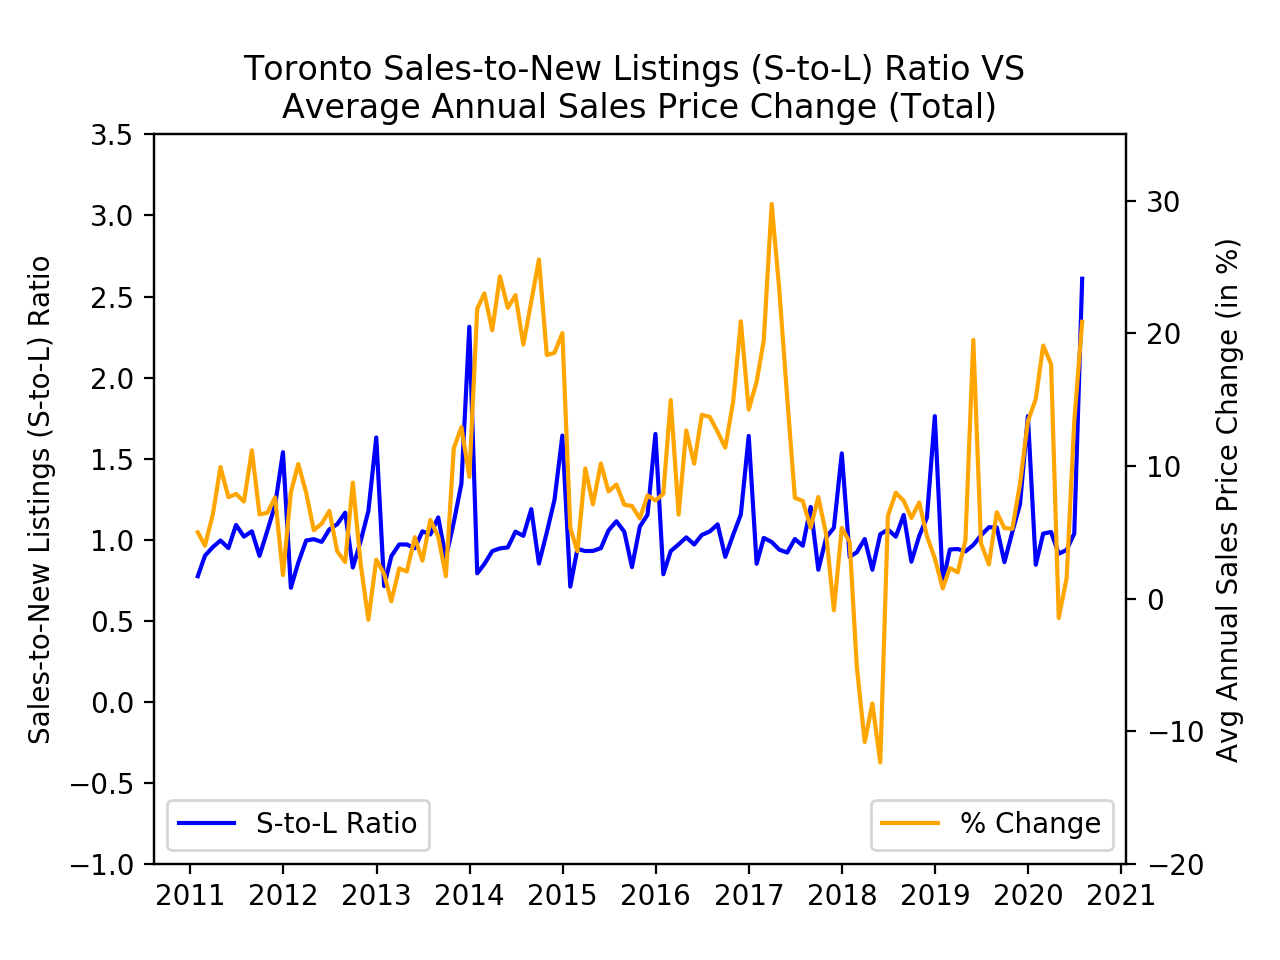 Toronto Sales-to-New Listings (S-to-L) Ratio VS
Average Annual Sales Price Change (Total)
Sales-to-New Listings (S-to-L) Ratio
3.5
3.0
2.5
2.0
1.5
1.0
0.5
0.0
−0.5
−1.0
30
20
10
0
−10
−20
Avg Annual Sales Price Change (in %)
S-to-L Ratio
% Change
2011 2012 2013 2014 2015 2016 2017 2018 2019 2020 2021